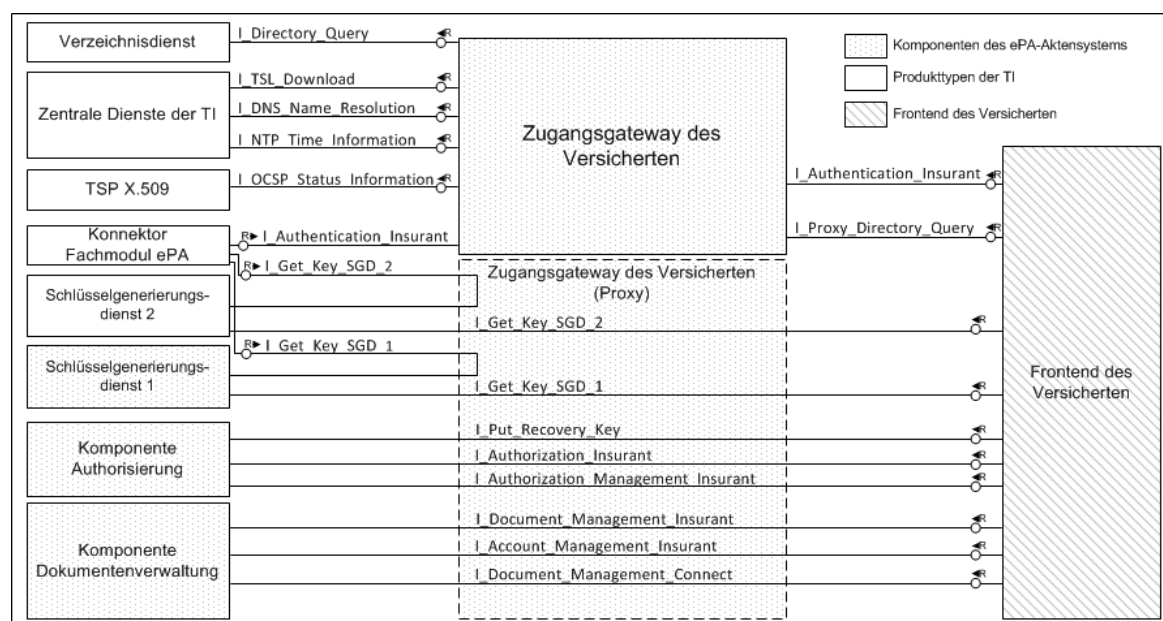 Verzeichnisdienst
I_Directory_Query
R
Zentrale Dienste der TI
I_TSL_Download
R
I_DNS_Name_Resolution
R
I_NTP_Time_Information
R
TSP X.509
I_OCSP_Status_Information
R
Zugangsgateway des
Versicherten
Komponenten des ePA-Aktensystems
Produkttypen der TI
Frontend des Versicherten
I_Authentication_Insurant
R
I_Proxy_Directory_Query
R
Konnektor
Fachmodul ePA
R
I_Authentication_Insurant
R
I_Get_Key_SGD_2
Schlüsselgenerierungs-
dienst 2
Zugangsgateway des Versicherten
(Proxy)
I_Get_Key_SGD_2
R
R
I_Get_Key_SGD_1
Schlüsselgenerierungs-
dienst 1
I_Get_Key_SGD_1
R
Frontend des
Versicherten
Komponente
Authorisierung
I_Put_Recovery_Key
R
I_Authorization_Insurant
R
I_Authorization_Management_Insurant
R
Komponente
Dokumentenverwaltung
I_Document_Management_Insurant
R
I_Account_Management_Insurant
R
I_Document_Management_Connect
R